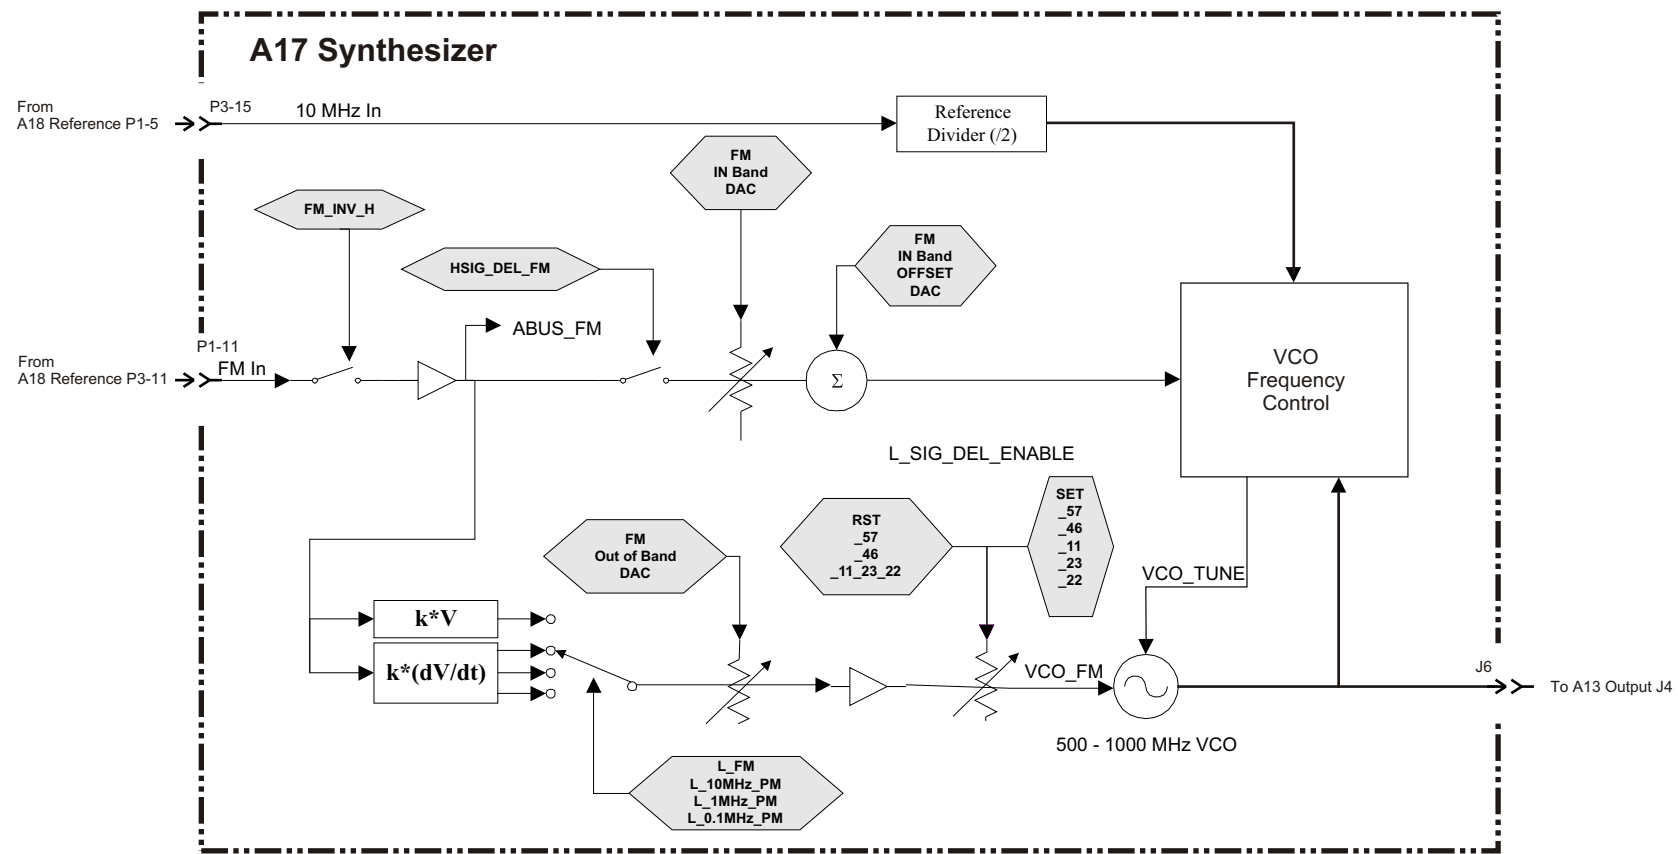 A17 Synthesizer
From
A18 Reference P1-5
P3-15
10 MHz In
Reference
Divider (/2)
FM
IN Band
DAC
FM_INV_H
HSIG_DEL_FM
FM
IN Band
OFFSET
DAC
ABUS_FM
From
A18 Reference P3-11
P1-11
FM In
Σ
VCO
Frequency
Control
L_SIG_DEL_ENABLE
FM
Out of Band
DAC
RST
_57
_46
_11_23_22
SET
_57
_46
_11
_23
_22
VCO_TUNE
k*V
k*(dV/dt)
VCO_FM
J6
To A13 Output J4
500 - 1000 MHz VCO
L_FM
L_10MHz_PM
L_1MHz_PM
L_0.1MHz_PM